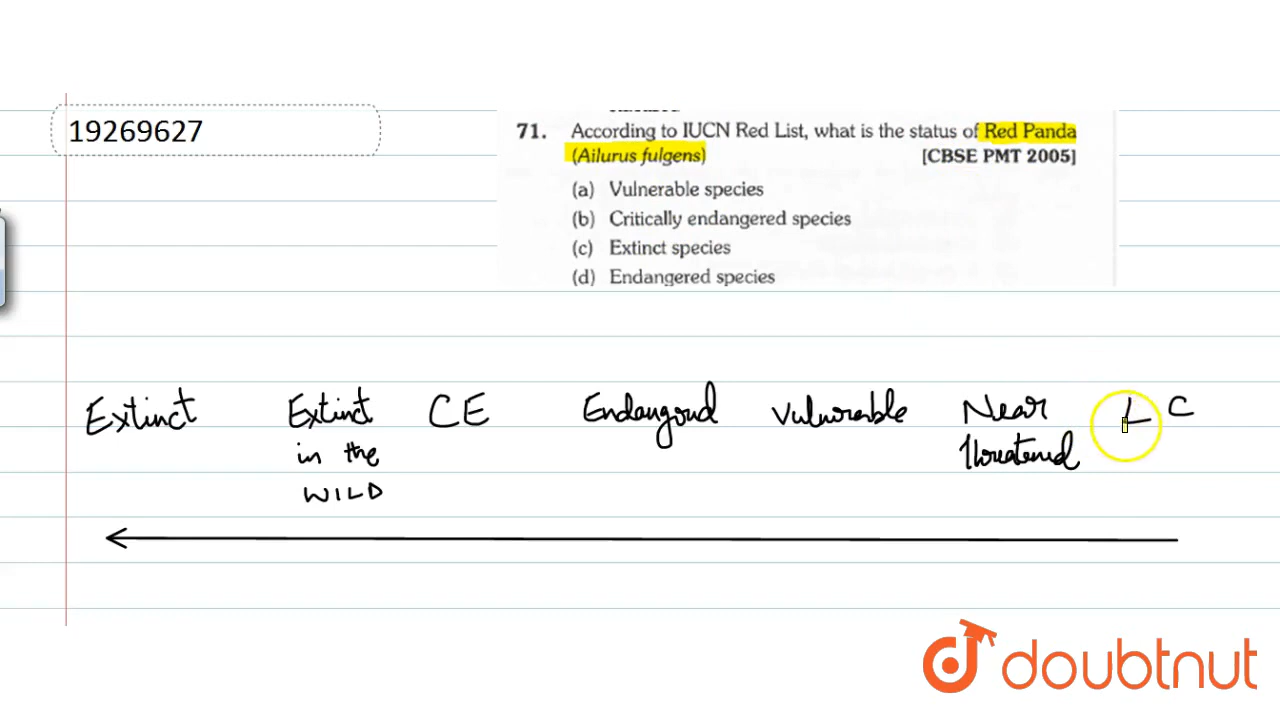 19269627
71. According to IUCN Red List, what is the status of Red Panda
(Ailurus fulgens) [CBSE PMT 2005]
(a) Vulnerable species
(b) Critically endangered species
(c) Extinct species
(d) Endangered species
Extinct Extinct CE Endangered Vulnerable Near L C
in the threatened
WILD
doubtnut